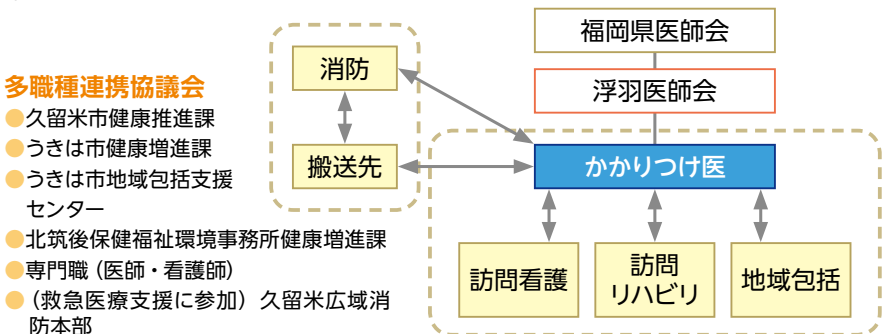 多職種連携協議会
●久留米市健康推進課
●うきは市健康増進課
●うきは市地域包括支援
センター
●北筑後保健福祉環境事務所健康増進課
●専門職（医師・看護師）
●（救急医療支援に参加）久留米広域消
防本部
消防
搬送先
福岡県医師会
浮羽医師会
かかりつけ医
訪問看護
訪問
リハビリ
地域包括